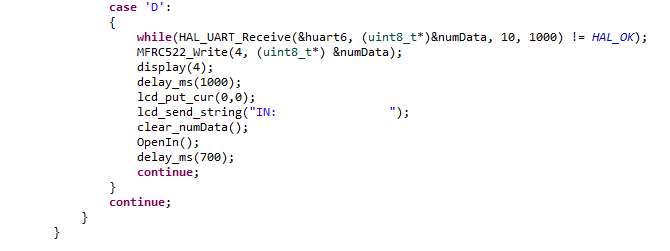 case 'D':
{
while(HAL_UART_Receive(&huart6, (uint8_t*)&numData, 10, 1000) != HAL_OK);
MFRC522_Write(4, (uint8_t*) &numData);
display(4);
delay_ms(1000);
lcd_put_cur(0,0);
lcd_send_string("IN:                ");
clear_numData();
OpenIn();
delay_ms(700);
continue;
}
continue;
}
}